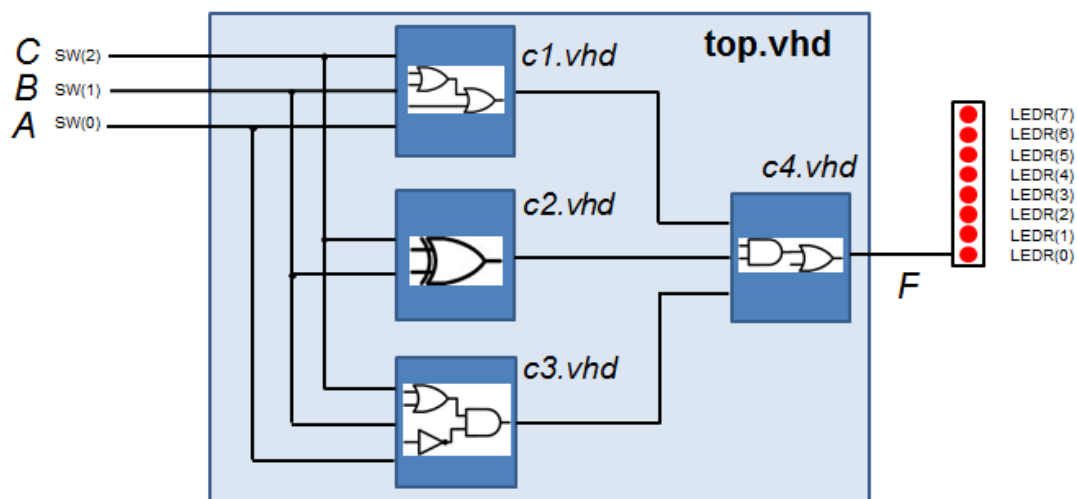 top.vhd
C SW(2)
B SW(1)
A SW(0)
c1.vhd
c2.vhd
c3.vhd
c4.vhd
F
LEDR(7)
LEDR(6)
LEDR(5)
LEDR(4)
LEDR(3)
LEDR(2)
LEDR(1)
LEDR(0)